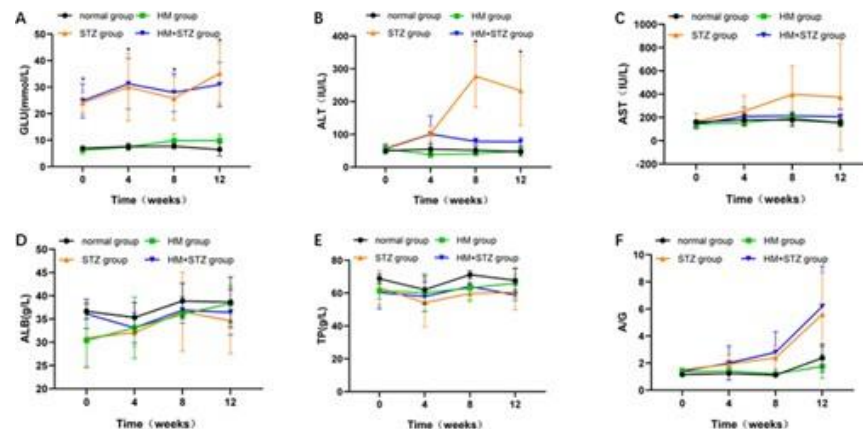 A
normal group
HM group
STZ group
HM+STZ group
GLU(mmol/L)
50
40
30
20
10
0
*
*
*
*
0
4
8
12
Time (weeks)
B
normal group
HM group
STZ group
HM+STZ group
ALT (IU/L)
400
300
200
100
0
*
*
0
4
8
12
Time (weeks)
C
normal group
HM group
STZ group
HM+STZ group
AST (IU/L)
1000
800
600
400
200
0
-200
0
4
8
12
Time (weeks)
D
normal group
HM group
STZ group
HM+STZ group
ALB(g/L)
50
45
40
35
30
25
20
0
4
8
12
Time (weeks)
E
normal group
HM group
STZ group
HM+STZ group
TP(g/L)
80
60
40
20
0
0
4
8
12
Time (weeks)
F
normal group
HM group
STZ group
HM+STZ group
A/G
10
8
6
4
2
0
0
4
8
12
Time (weeks)